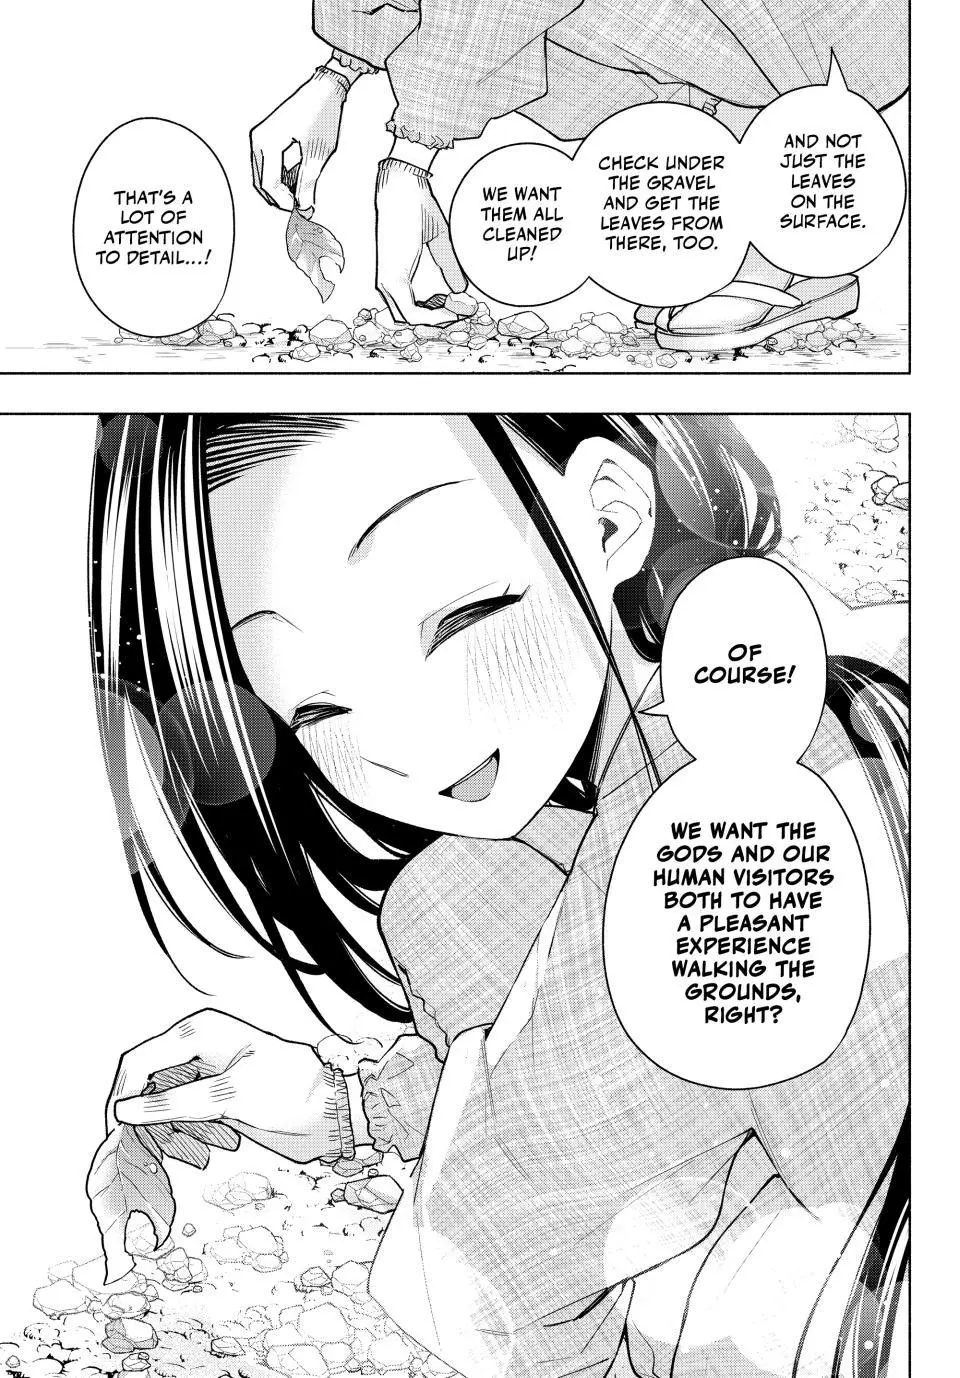 AND NOT
JUST THE
LEAVES
ON THE
SURFACE.
CHECK UNDER
THE GRAVEL
AND GET THE
LEAVES FROM
THERE, TOO.
WE WANT
THEM ALL
CLEANED
UP!
THAT'S A
LOT OF
ATTENTION
TO DETAIL...!
OF
COURSE!
WE WANT THE
GODS AND OUR
HUMAN VISITORS
BOTH TO HAVE
A PLEASANT
EXPERIENCE
WALKING THE
GROUNDS,
RIGHT?